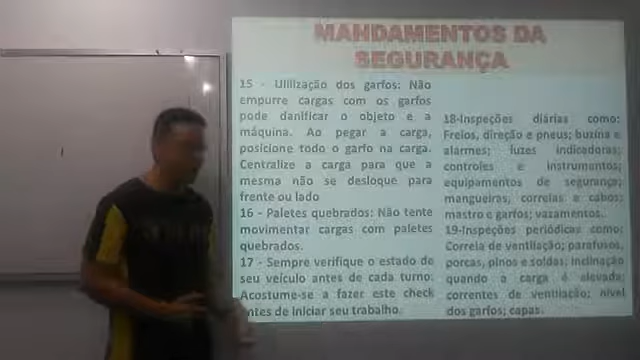 MANDAMENTOS DA
SEGURANÇA
15 - Utilização dos garfos: Não
empurre cargas com os garfos
pode danificar o objeto e a
máquina. Ao pegar a carga,
posicione todo o garfo na carga.
Centralize a carga para que a
mesma não se desloque para
frente ou lado
16 - Paletes quebrados: Não tente
movimentar cargas com paletes
quebrados.
17 - Sempre verifique o estado de
seu veículo antes de cada turno.
Acostume-se a fazer este check
antes de iniciar seu trabalho.
18-Inspeções diárias como:
Freios, direção e pneus; buzina e
alarmes; luzes indicadoras;
controles e instrumentos;
equipamentos de segurança;
mangueiras; correias e cabos;
mastro e garfos; vazamentos.
19-Inspeções periódicas como:
Correia de ventilação; parafusos,
porcas, pinos e soldas; inclinação
quando a carga é elevada;
correntes de ventilação; nível
dos garfos; capas.